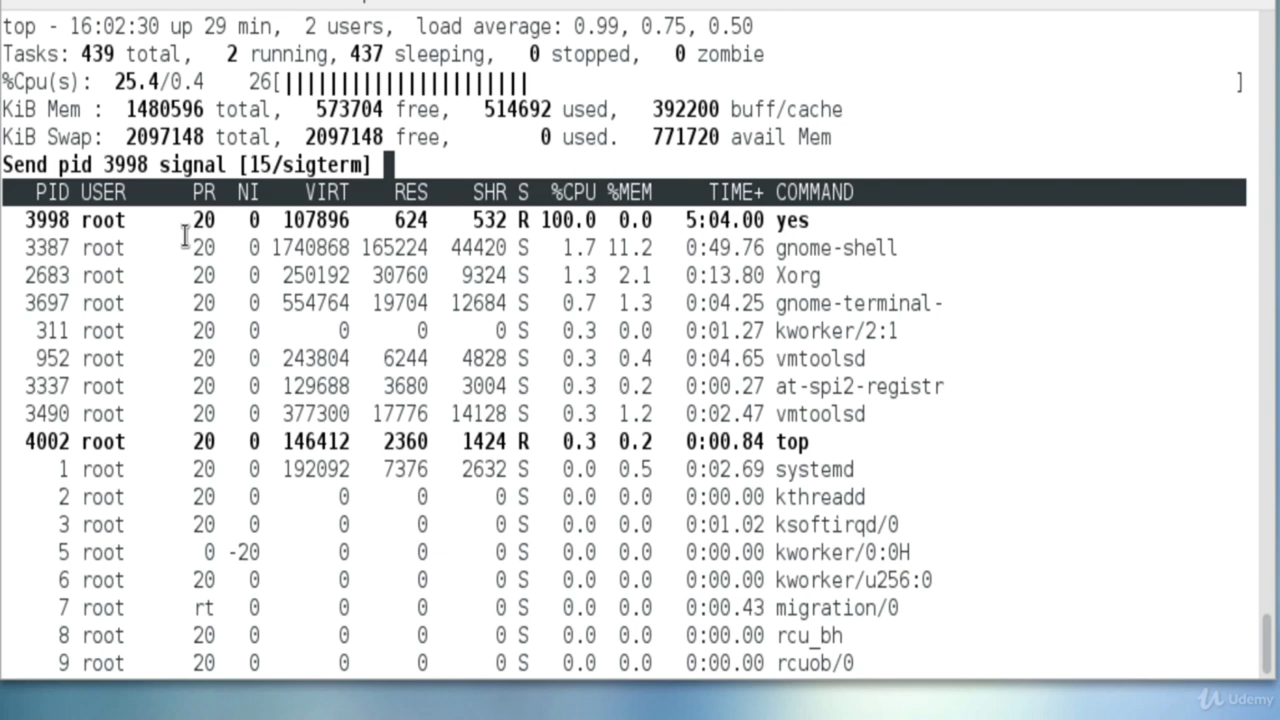 top - 16:02:30 up 29 min,  2 users,  load average: 0.99, 0.75, 0.50
Tasks: 439 total,   2 running, 437 sleeping,   0 stopped,   0 zombie
%Cpu(s):  25.4/0.4    26[||||||||||||||||||||||                                                                ]
KiB Mem :  1480596 total,   573704 free,   514692 used,   392200 buff/cache
KiB Swap:  2097148 total,  2097148 free,        0 used.   771720 avail Mem
Send pid 3998 signal [15/sigterm]
PID USER      PR  NI    VIRT    RES    SHR S  %CPU %MEM     TIME+ COMMAND
3998 root      20   0  107896    624    532 R 100.0  0.0   5:04.00 yes
3387 root      20   0 1740868 165224  44420 S   1.7 11.2   0:49.76 gnome-shell
2683 root      20   0  250192  30760   9324 S   1.3  2.1   0:13.80 Xorg
3697 root      20   0  554764  19704  12684 S   0.7  1.3   0:04.25 gnome-terminal-
311 root      20   0       0      0      0 S   0.3  0.0   0:01.27 kworker/2:1
952 root      20   0  243804   6244   4828 S   0.3  0.4   0:04.65 vmtoolsd
3337 root      20   0  129688   3680   3004 S   0.3  0.2   0:00.27 at-spi2-registr
3490 root      20   0  377300  17776  14128 S   0.3  1.2   0:02.47 vmtoolsd
4002 root      20   0  146412   2360   1424 R   0.3  0.2   0:00.84 top
1 root      20   0  192092   7376   2632 S   0.0  0.5   0:02.69 systemd
2 root      20   0       0      0      0 S   0.0  0.0   0:00.00 kthreadd
3 root      20   0       0      0      0 S   0.0  0.0   0:01.02 ksoftirqd/0
5 root       0 -20       0      0      0 S   0.0  0.0   0:00.00 kworker/0:0H
6 root      20   0       0      0      0 S   0.0  0.0   0:00.00 kworker/u256:0
7 root      rt   0       0      0      0 S   0.0  0.0   0:00.43 migration/0
8 root      20   0       0      0      0 S   0.0  0.0   0:00.00 rcu_bh
9 root      20   0       0      0      0 S   0.0  0.0   0:00.00 rcuob/0
Udemy